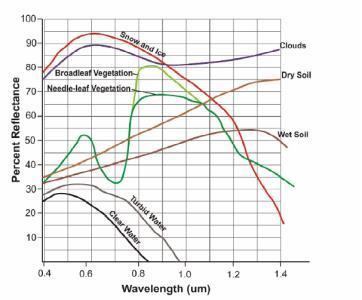 100
90
80
70
60
50
40
30
20
10
Percent Reflectance
Snow and Ice
Clouds
Broadleaf Vegetation
Needle-leaf Vegetation
Dry Soil
Wet Soil
Turbid Water
Clear Water
0.4 0.6 0.8 1.0 1.2 1.4
Wavelength (um)